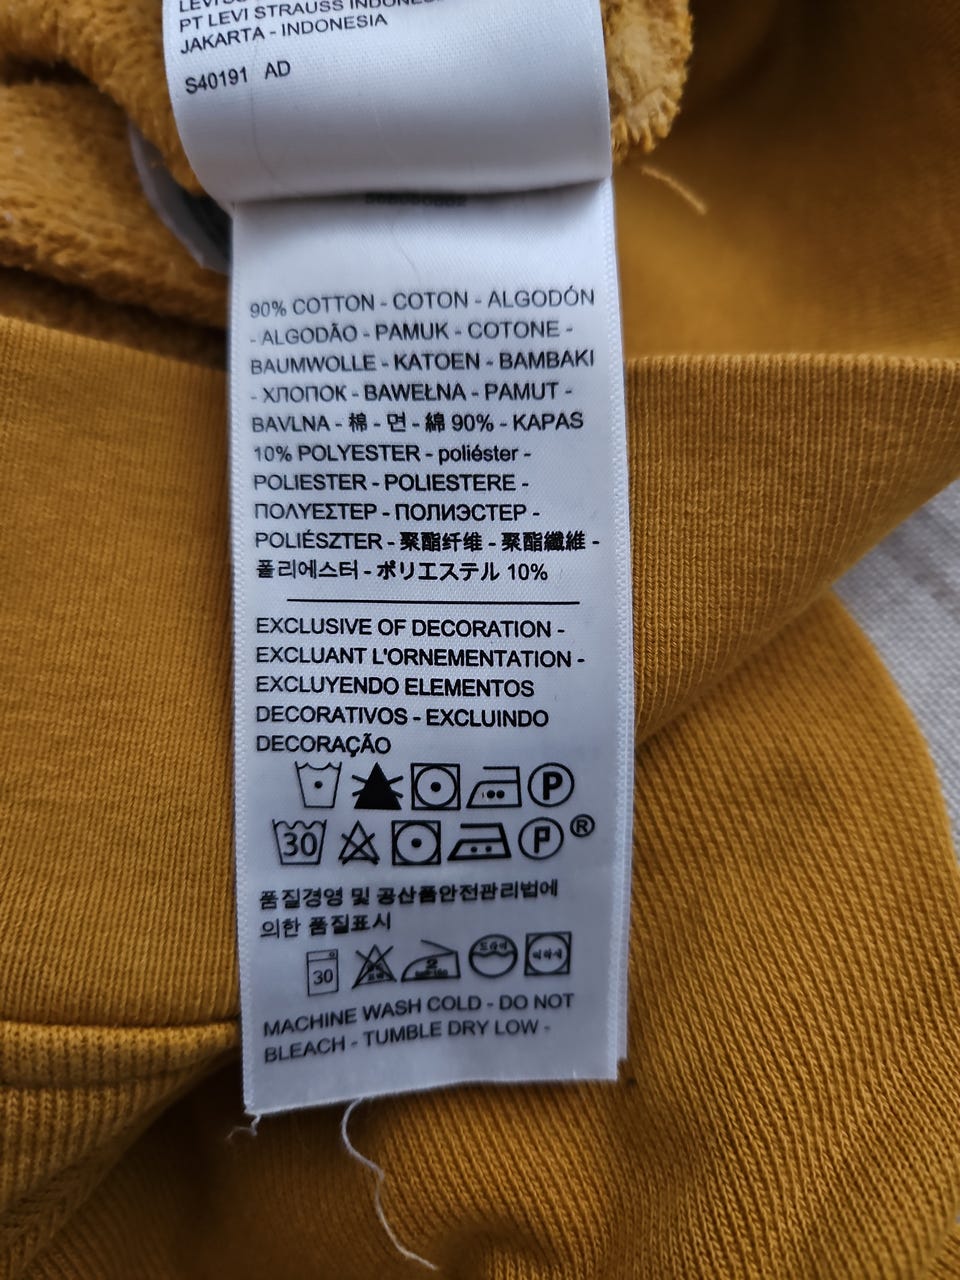 PT LEVI STRAUSS
JAKARTA - INDONESIA
S40191 AD
90% COTTON - COTON - ALGODÓN
- ALGODÃO - PAMUK - COTONE -
BAUMWOLLE - KATOEN - BAMBAKI
- ХЛОПОК - BAWEŁNA - PAMUT -
BAVLNA - 棉 - 면 - 綿 90% - KAPAS
10% POLYESTER - poliéster -
POLIESTER - POLIESTERE -
ΠΟΛΥΕΣΤΕΡ - ПОЛИЭСТЕР -
POLIÉSZTER - 聚酯纤维 - 聚酯纖維 -
폴리에스터 - ポリエステル 10%
EXCLUSIVE OF DECORATION -
EXCLUANT L'ORNEMENTATION -
EXCLUYENDO ELEMENTOS
DECORATIVOS - EXCLUINDO
DECORAÇÃO
P
30 P ®
품질경영 및 공산품안전관리법에
의한 품질표시
30 2
MACHINE WASH COLD - DO NOT
BLEACH - TUMBLE DRY LOW -